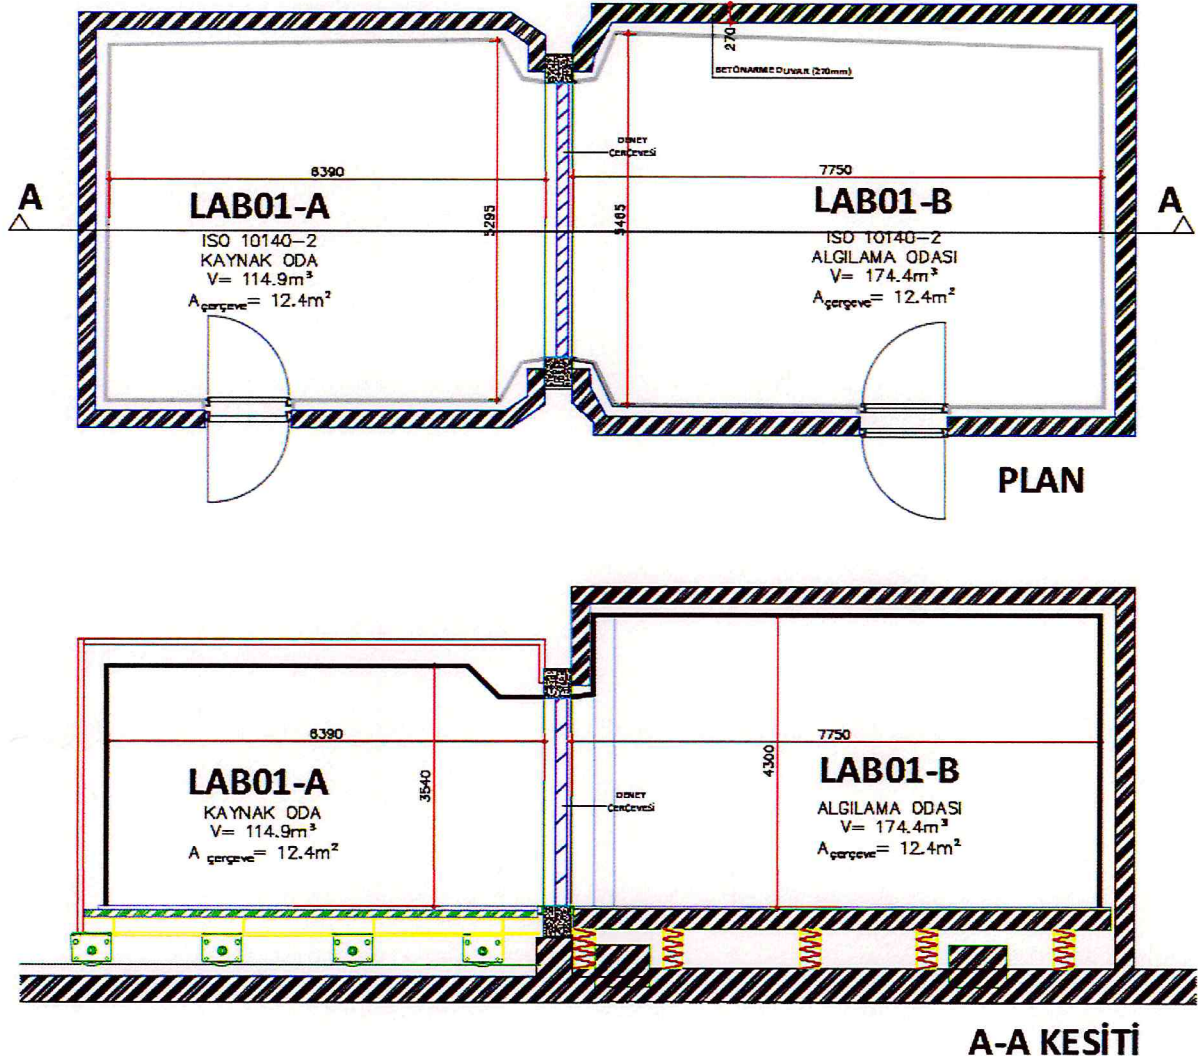 270
BETONARME DUVAR (270mm)
DENEY
ÇERÇEVESİ
6390
7750
A
LAB01-A
ISO 10140-2
KAYNAK ODA
V= 114.9m³
Açerçeve= 12.4m²
5295
5465
LAB01-B
ISO 10140-2
ALGILAMA ODASI
V= 174.4m³
Açerçeve= 12.4m²
A
PLAN
6390
7750
LAB01-A
KAYNAK ODA
V= 114.9m³
A çerçeve= 12.4m²
3540
DENEY
ÇERÇEVESİ
4300
LAB01-B
ALGILAMA ODASI
V= 174.4m³
Açerçeve= 12.4m²
A-A KESİTİ